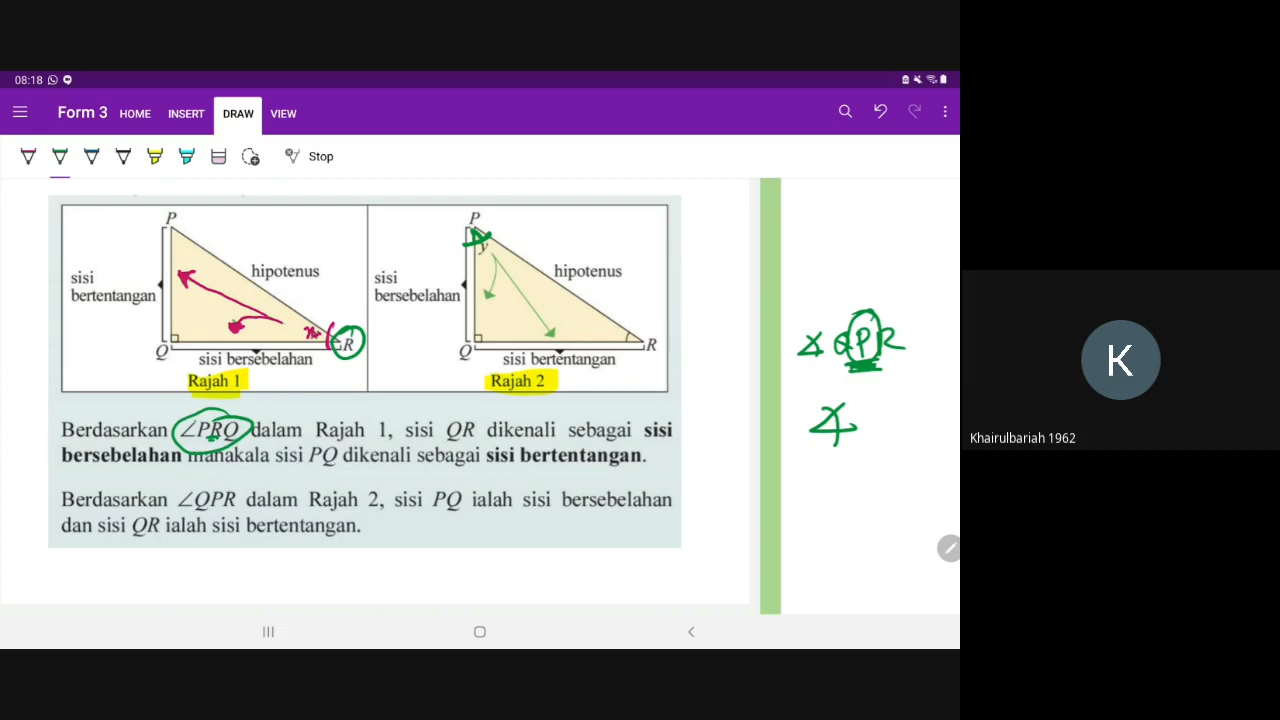 08:18
Form 3 HOME INSERT DRAW VIEW
Stop
P
sisi
bertentangan
hipotenus
x
Q
R
sisi bersebelahan
Rajah 1
P
y
sisi
bersebelahan
hipotenus
Q
R
sisi bertentangan
Rajah 2
∡ QPR
∡
Berdasarkan ∠PRQ dalam Rajah 1, sisi QR dikenali sebagai sisi
bersebelahan manakala sisi PQ dikenali sebagai sisi bertentangan.
Berdasarkan ∠QPR dalam Rajah 2, sisi PQ ialah sisi bersebelahan
dan sisi QR ialah sisi bertentangan.
K
Khairulbariah 1962